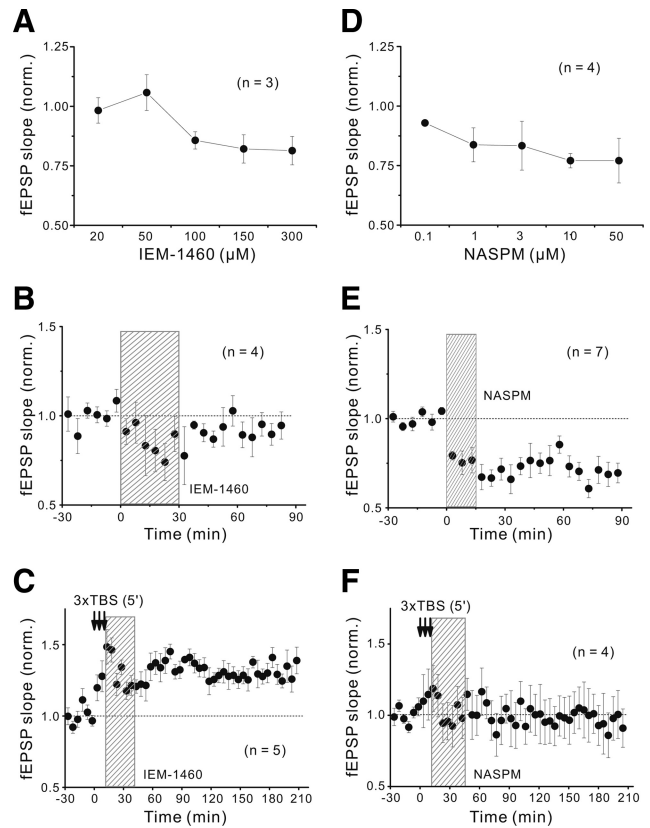 A
fEPSP slope (norm.)
1.25
1.00
0.75
0.50
(n = 3)
20 50 100 150 300
IEM-1460 (µM)
D
fEPSP slope (norm.)
1.25
1.00
0.75
0.50
(n = 4)
0.1 1 3 10 50
NASPM (µM)
B
fEPSP slope (norm.)
1.5
1.0
0.5
(n = 4)
IEM-1460
-30 0 30 60 90
Time (min)
E
fEPSP slope (norm.)
1.5
1.0
0.5
(n = 7)
NASPM
-30 0 30 60 90
Time (min)
C
3xTBS (5')
fEPSP slope (norm.)
1.5
1.0
0.5
(n = 5)
IEM-1460
-30 0 30 60 90 120 150 180 210
Time (min)
F
3xTBS (5')
fEPSP slope (norm.)
1.5
1.0
0.5
(n = 4)
NASPM
-30 0 30 60 90 120 150 180 210
Time (min)